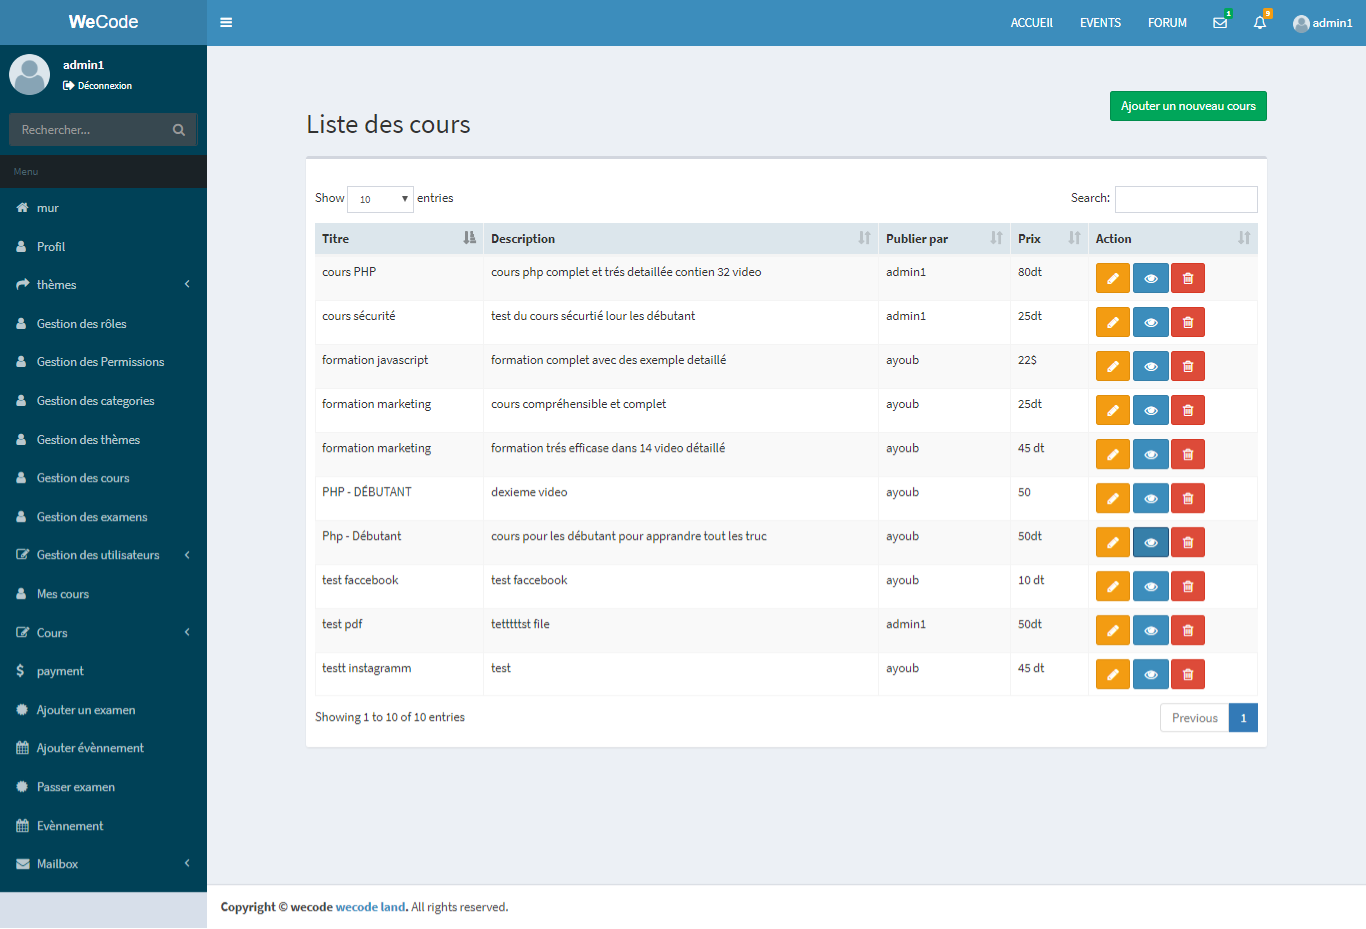 WeCode
ACCUEIL EVENTS FORUM 1 9 admin1
admin1
Déconnexion
Rechercher...
Menu
mur
Profil
thèmes
Gestion des rôles
Gestion des Permissions
Gestion des categories
Gestion des thèmes
Gestion des cours
Gestion des examens
Gestion des utilisateurs
Mes cours
Cours
payment
Ajouter un examen
Ajouter évènnement
Passer examen
Evènnement
Mailbox
Ajouter un nouveau cours
Liste des cours
Show 10 entries Search:
Titre Description Publier par Prix Action
cours PHP cours php complet et trés detaillée contien 32 video admin1 80dt
cours sécurité test du cours sécurtié lour les débutant admin1 25dt
formation javascript formation complet avec des exemple detaillé ayoub 22$
formation marketing cours compréhensible et complet ayoub 25dt
formation marketing formation trés efficase dans 14 video détaillé ayoub 45 dt
PHP - DÉBUTANT dexieme video ayoub 50
Php - Débutant cours pour les débutant pour apprandre tout les truc ayoub 50dt
test faccebook test faccebook ayoub 10 dt
test pdf tetttttst file admin1 50dt
testt instagramm test ayoub 45 dt
Showing 1 to 10 of 10 entries Previous 1
Copyright © wecode wecode land. All rights reserved.